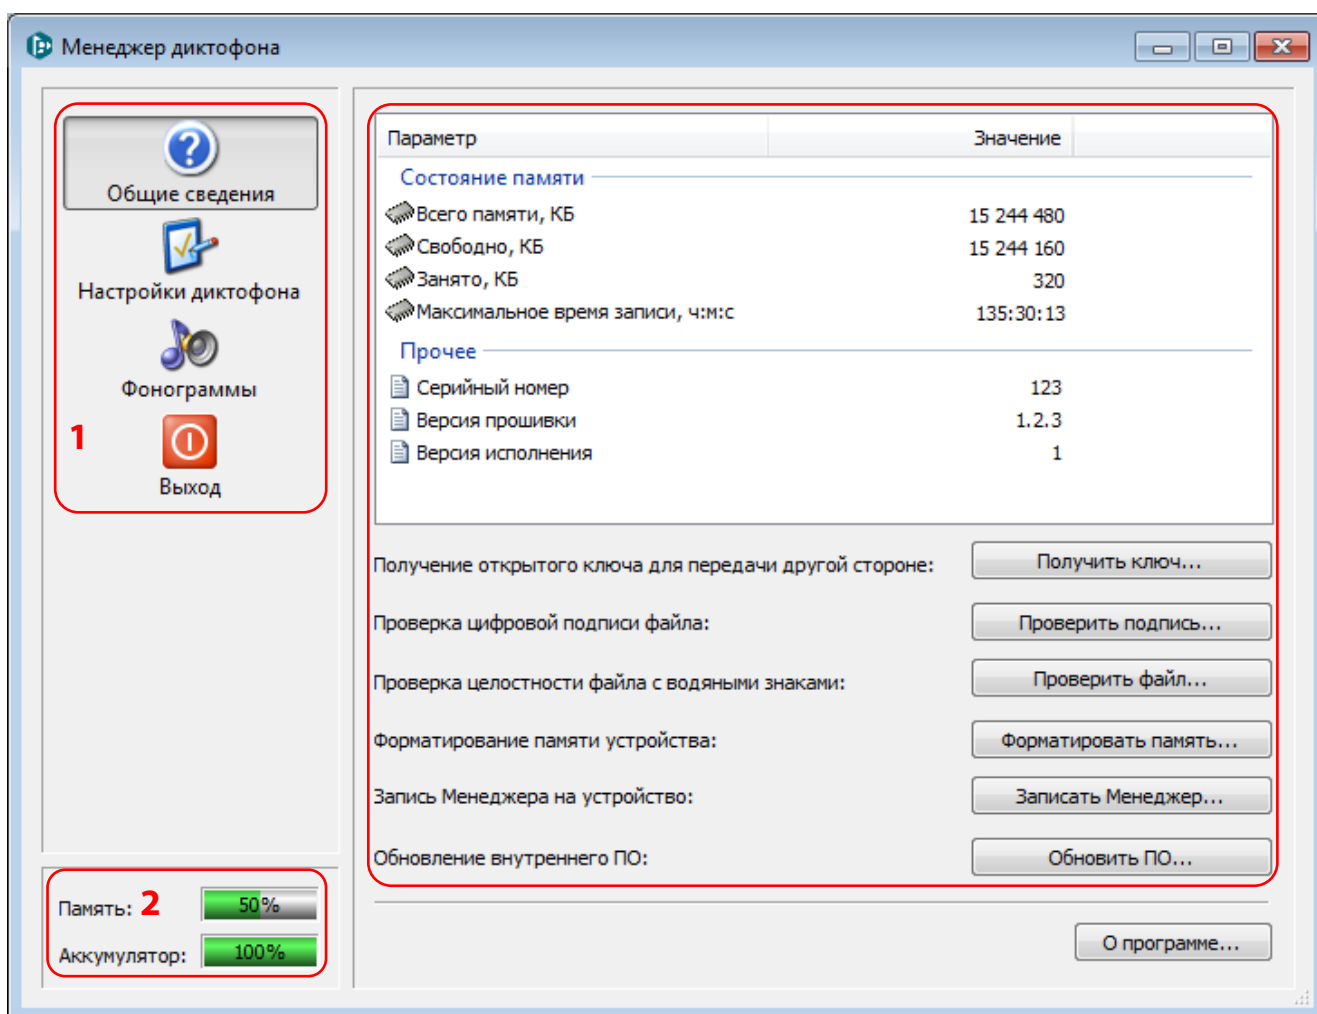 Менеджер диктофона
Общие сведения
Настройки диктофона
Фонограммы
1
Выход
Память: 2 50%
Аккумулятор: 100%
Параметр Значение
Состояние памяти
Всего памяти, КБ 15 244 480
Свободно, КБ 15 244 160
Занято, КБ 320
Максимальное время записи, ч:м:с 135:30:13
Прочее
Серийный номер 123
Версия прошивки 1.2.3
Версия исполнения 1
Получение открытого ключа для передачи другой стороне: Получить ключ...
Проверка цифровой подписи файла: Проверить подпись...
Проверка целостности файла с водяными знаками: Проверить файл...
Форматирование памяти устройства: Форматировать память...
Запись Менеджера на устройство: Записать Менеджер...
Обновление внутреннего ПО: Обновить ПО...
О программе...